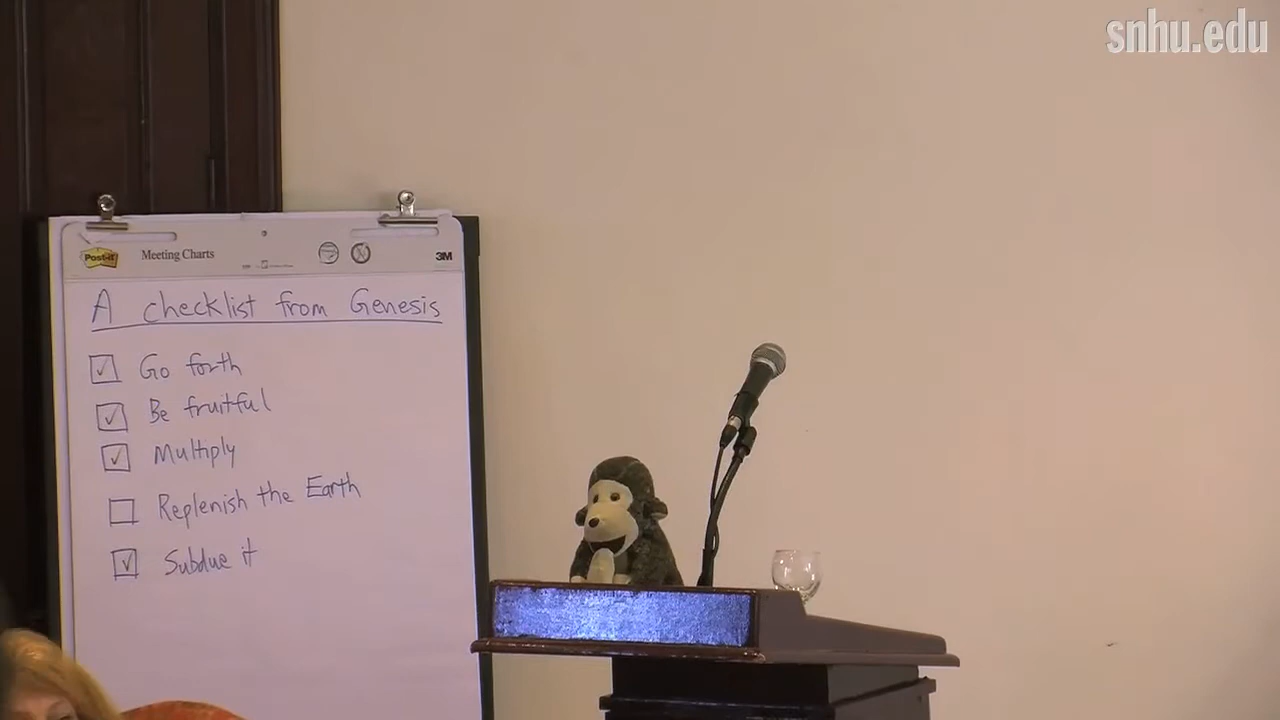 snhu.edu
Post-it
Meeting Charts
3M
A checklist from Genesis
Go forth
Be fruitful
Multiply
Replenish the Earth
Subdue it